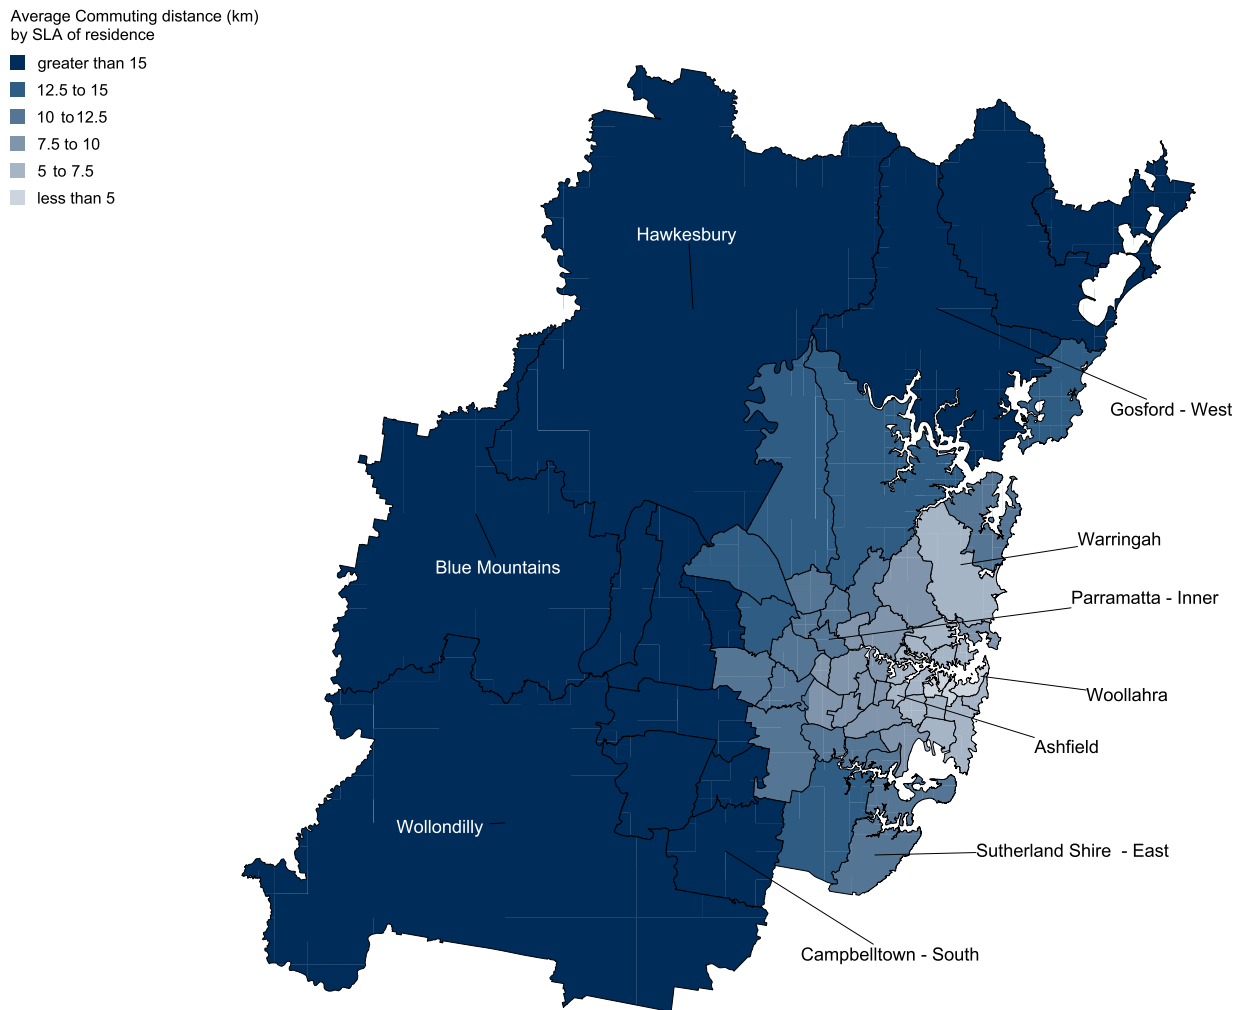 Average Commuting distance (km)
by SLA of residence
greater than 15
12.5 to 15
10 to 12.5
7.5 to 10
5 to 7.5
less than 5
Hawkesbury
Gosford - West
Warringah
Blue Mountains
Parramatta - Inner
Woollahra
Ashfield
Wollondilly
Sutherland Shire - East
Campbelltown - South